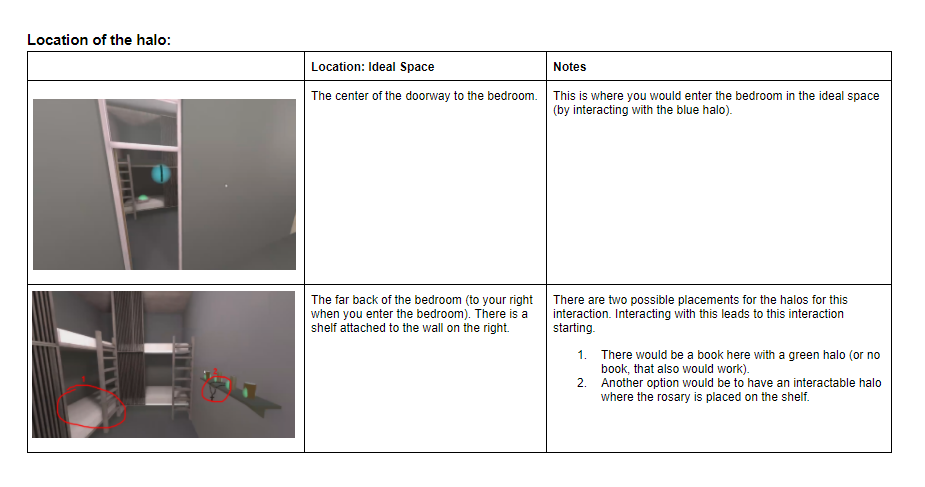 Location of the halo:
Location: Ideal Space
Notes
The center of the doorway to the bedroom.
This is where you would enter the bedroom in the ideal space
(by interacting with the blue halo).
The far back of the bedroom (to your right
when you enter the bedroom). There is a
shelf attached to the wall on the right.
There are two possible placements for the halos for this
interaction. Interacting with this leads to this interaction
starting.
1. There would be a book here with a green halo (or no
book, that also would work).
2. Another option would be to have an interactable halo
where the rosary is placed on the shelf.